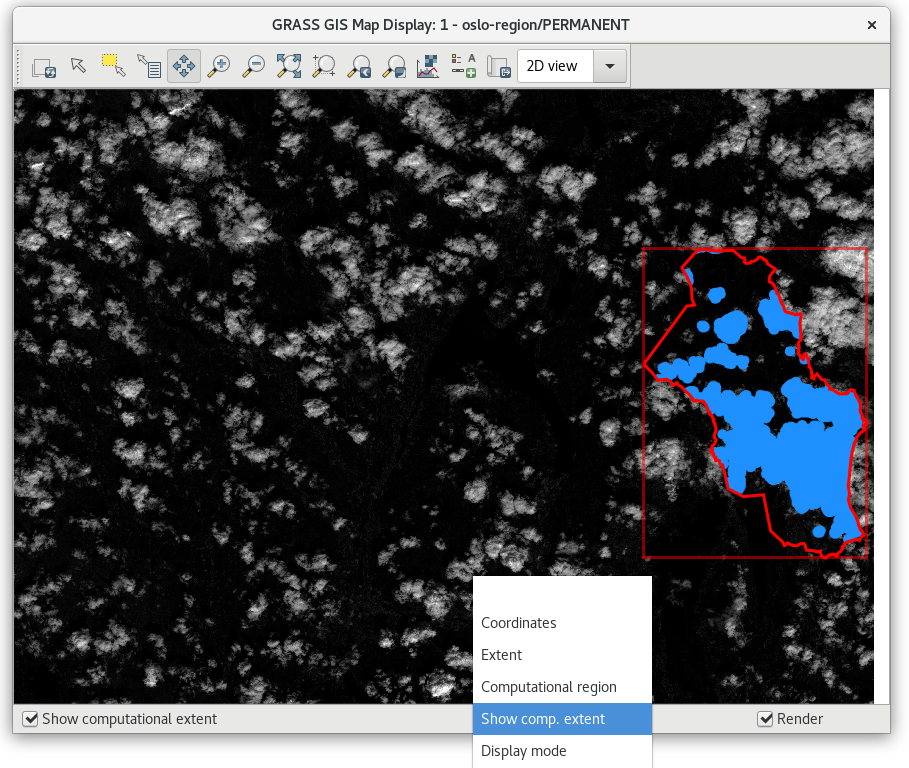 GRASS GIS Map Display: 1 - oslo-region/PERMANENT
2D view
Coordinates
Extent
Computational region
Show comp. extent
Display mode
Show computational extent
Render